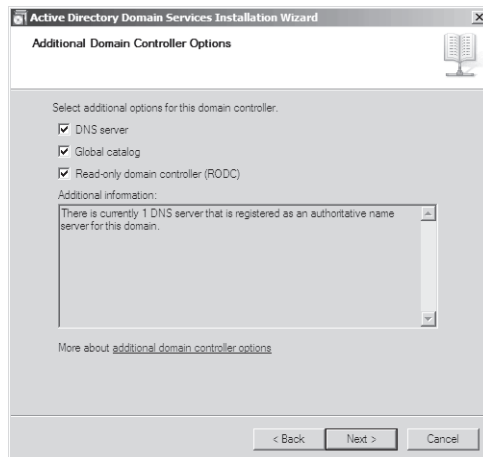 Active Directory Domain Services Installation Wizard
Additional Domain Controller Options
Select additional options for this domain controller.
DNS server
Global catalog
Read-only domain controller (RODC)
Additional information:
There is currently 1 DNS server that is registered as an authoritative name
server for this domain.
More about additional domain controller options
< Back
Next >
Cancel